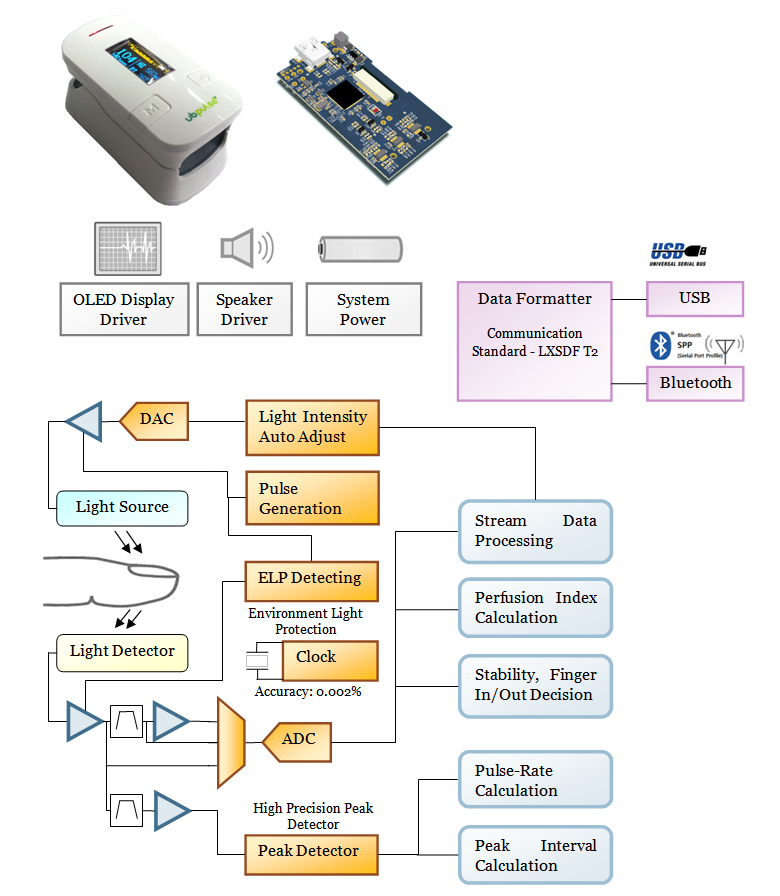 104
M
ubpulse
OLED Display
Driver
Speaker
Driver
System
Power
USB
UNIVERSAL SERIAL BUS
Data Formatter
Communication
Standard - LXSDF T2
USB
Bluetooth
SPP
(Serial Port Profile)
Bluetooth
DAC
Light Intensity
Auto Adjust
Pulse
Generation
Light Source
Stream Data
Processing
ELP Detecting
Environment Light
Protection
Perfusion Index
Calculation
Light Detector
Clock
Accuracy: 0.002%
Stability, Finger
In/Out Decision
ADC
Pulse-Rate
Calculation
High Precision Peak
Detector
Peak Detector
Peak Interval
Calculation